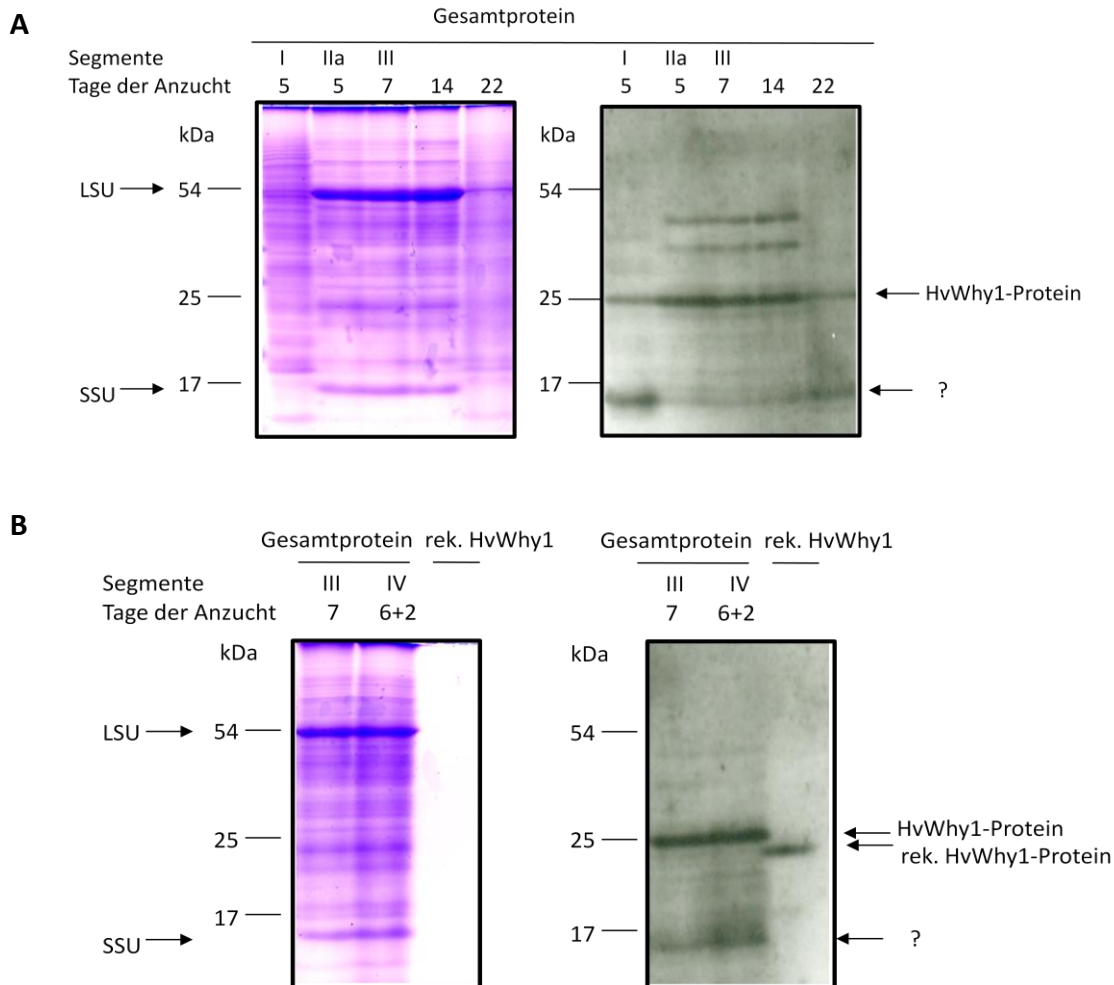 A
Gesamtprotein
Segmente I IIa III I IIa III
Tage der Anzucht 5 5 7 14 22 5 5 7 14 22
kDa kDa
LSU 54 54
25 25 HvWhy1-Protein
SSU 17 17 ?
B
Gesamtprotein rek. HvWhy1 Gesamtprotein rek. HvWhy1
Segmente III IV III IV
Tage der Anzucht 7 6+2 7 6+2
kDa kDa
LSU 54 54
25 25 HvWhy1-Protein
rek. HvWhy1-Protein
17 17 ?
SSU